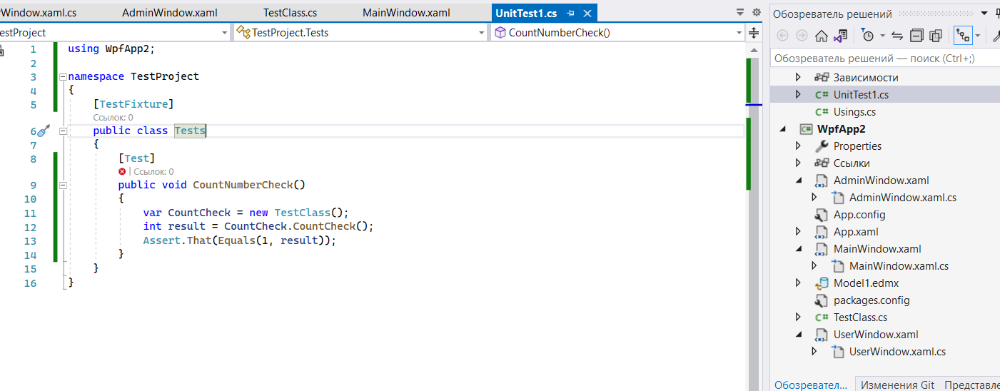 Window.xaml.cs AdminWindow.xaml TestClass.cs MainWindow.xaml UnitTest1.cs
estProject TestProject.Tests CountNumberCheck()
1 using WpfApp2;
2
3 namespace TestProject
4 {
5 [TestFixture]
Ссылок: 0
6 public class Tests
7 {
8 [Test]
| Ссылок: 0
9 public void CountNumberCheck()
10 {
11 var CountCheck = new TestClass();
12 int result = CountCheck.CountCheck();
13 Assert.That(Equals(1, result));
14 }
15 }
16 }
Обозреватель решений
Обозреватель решений — поиск (Ctrl+;)
Зависимости
C# UnitTest1.cs
C# Usings.cs
C# WpfApp2
Properties
Ссылки
AdminWindow.xaml
AdminWindow.xaml.cs
App.config
App.xaml
MainWindow.xaml
MainWindow.xaml.cs
Model1.edmx
packages.config
C# TestClass.cs
UserWindow.xaml
UserWindow.xaml.cs
Обозревател... Изменения Git Представле